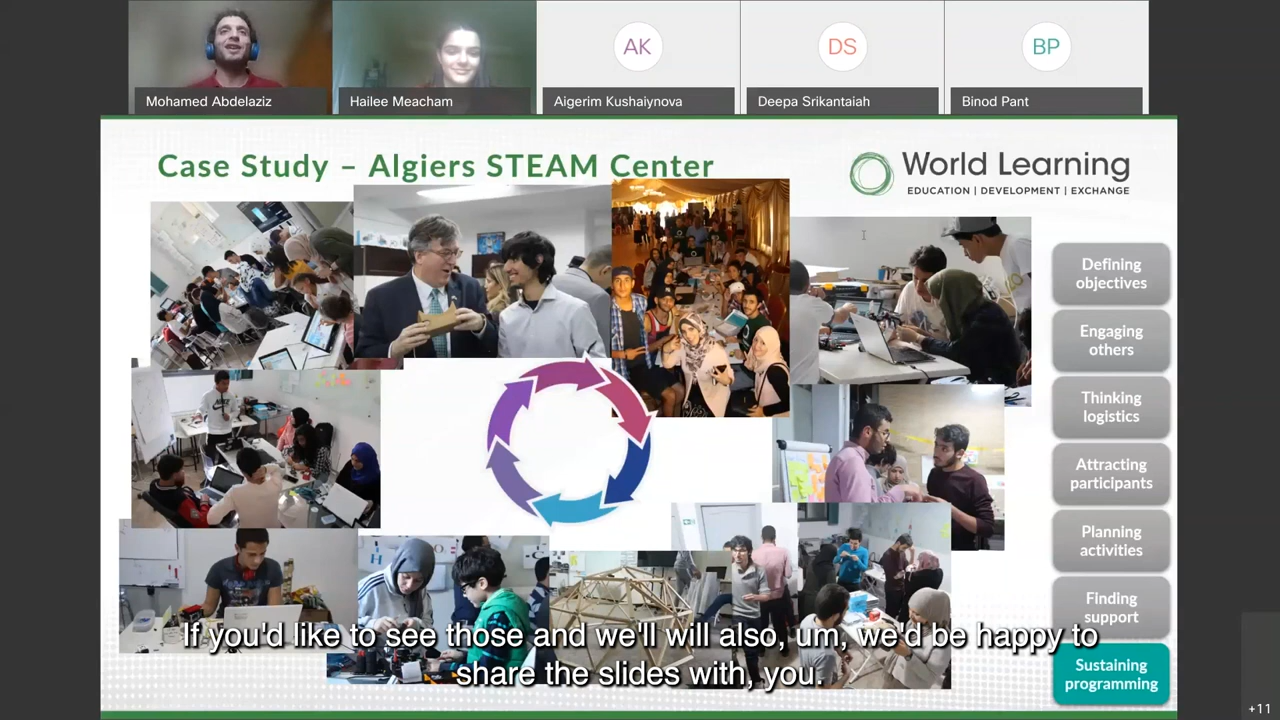 AK
DS
BP
Mohamed Abdelaziz
Hailee Meacham
Aigerim Kushaiynova
Deepa Srikantaiah
Binod Pant
Case Study – Algiers STEAM Center
World Learning
EDUCATION | DEVELOPMENT | EXCHANGE
Defining
objectives
Engaging
others
Thinking
logistics
Attracting
participants
Planning
activities
Finding
support
Sustaining
programming
If you'd like to see those and we'll will also, um, we'd be happy to
share the slides with, you.
+11